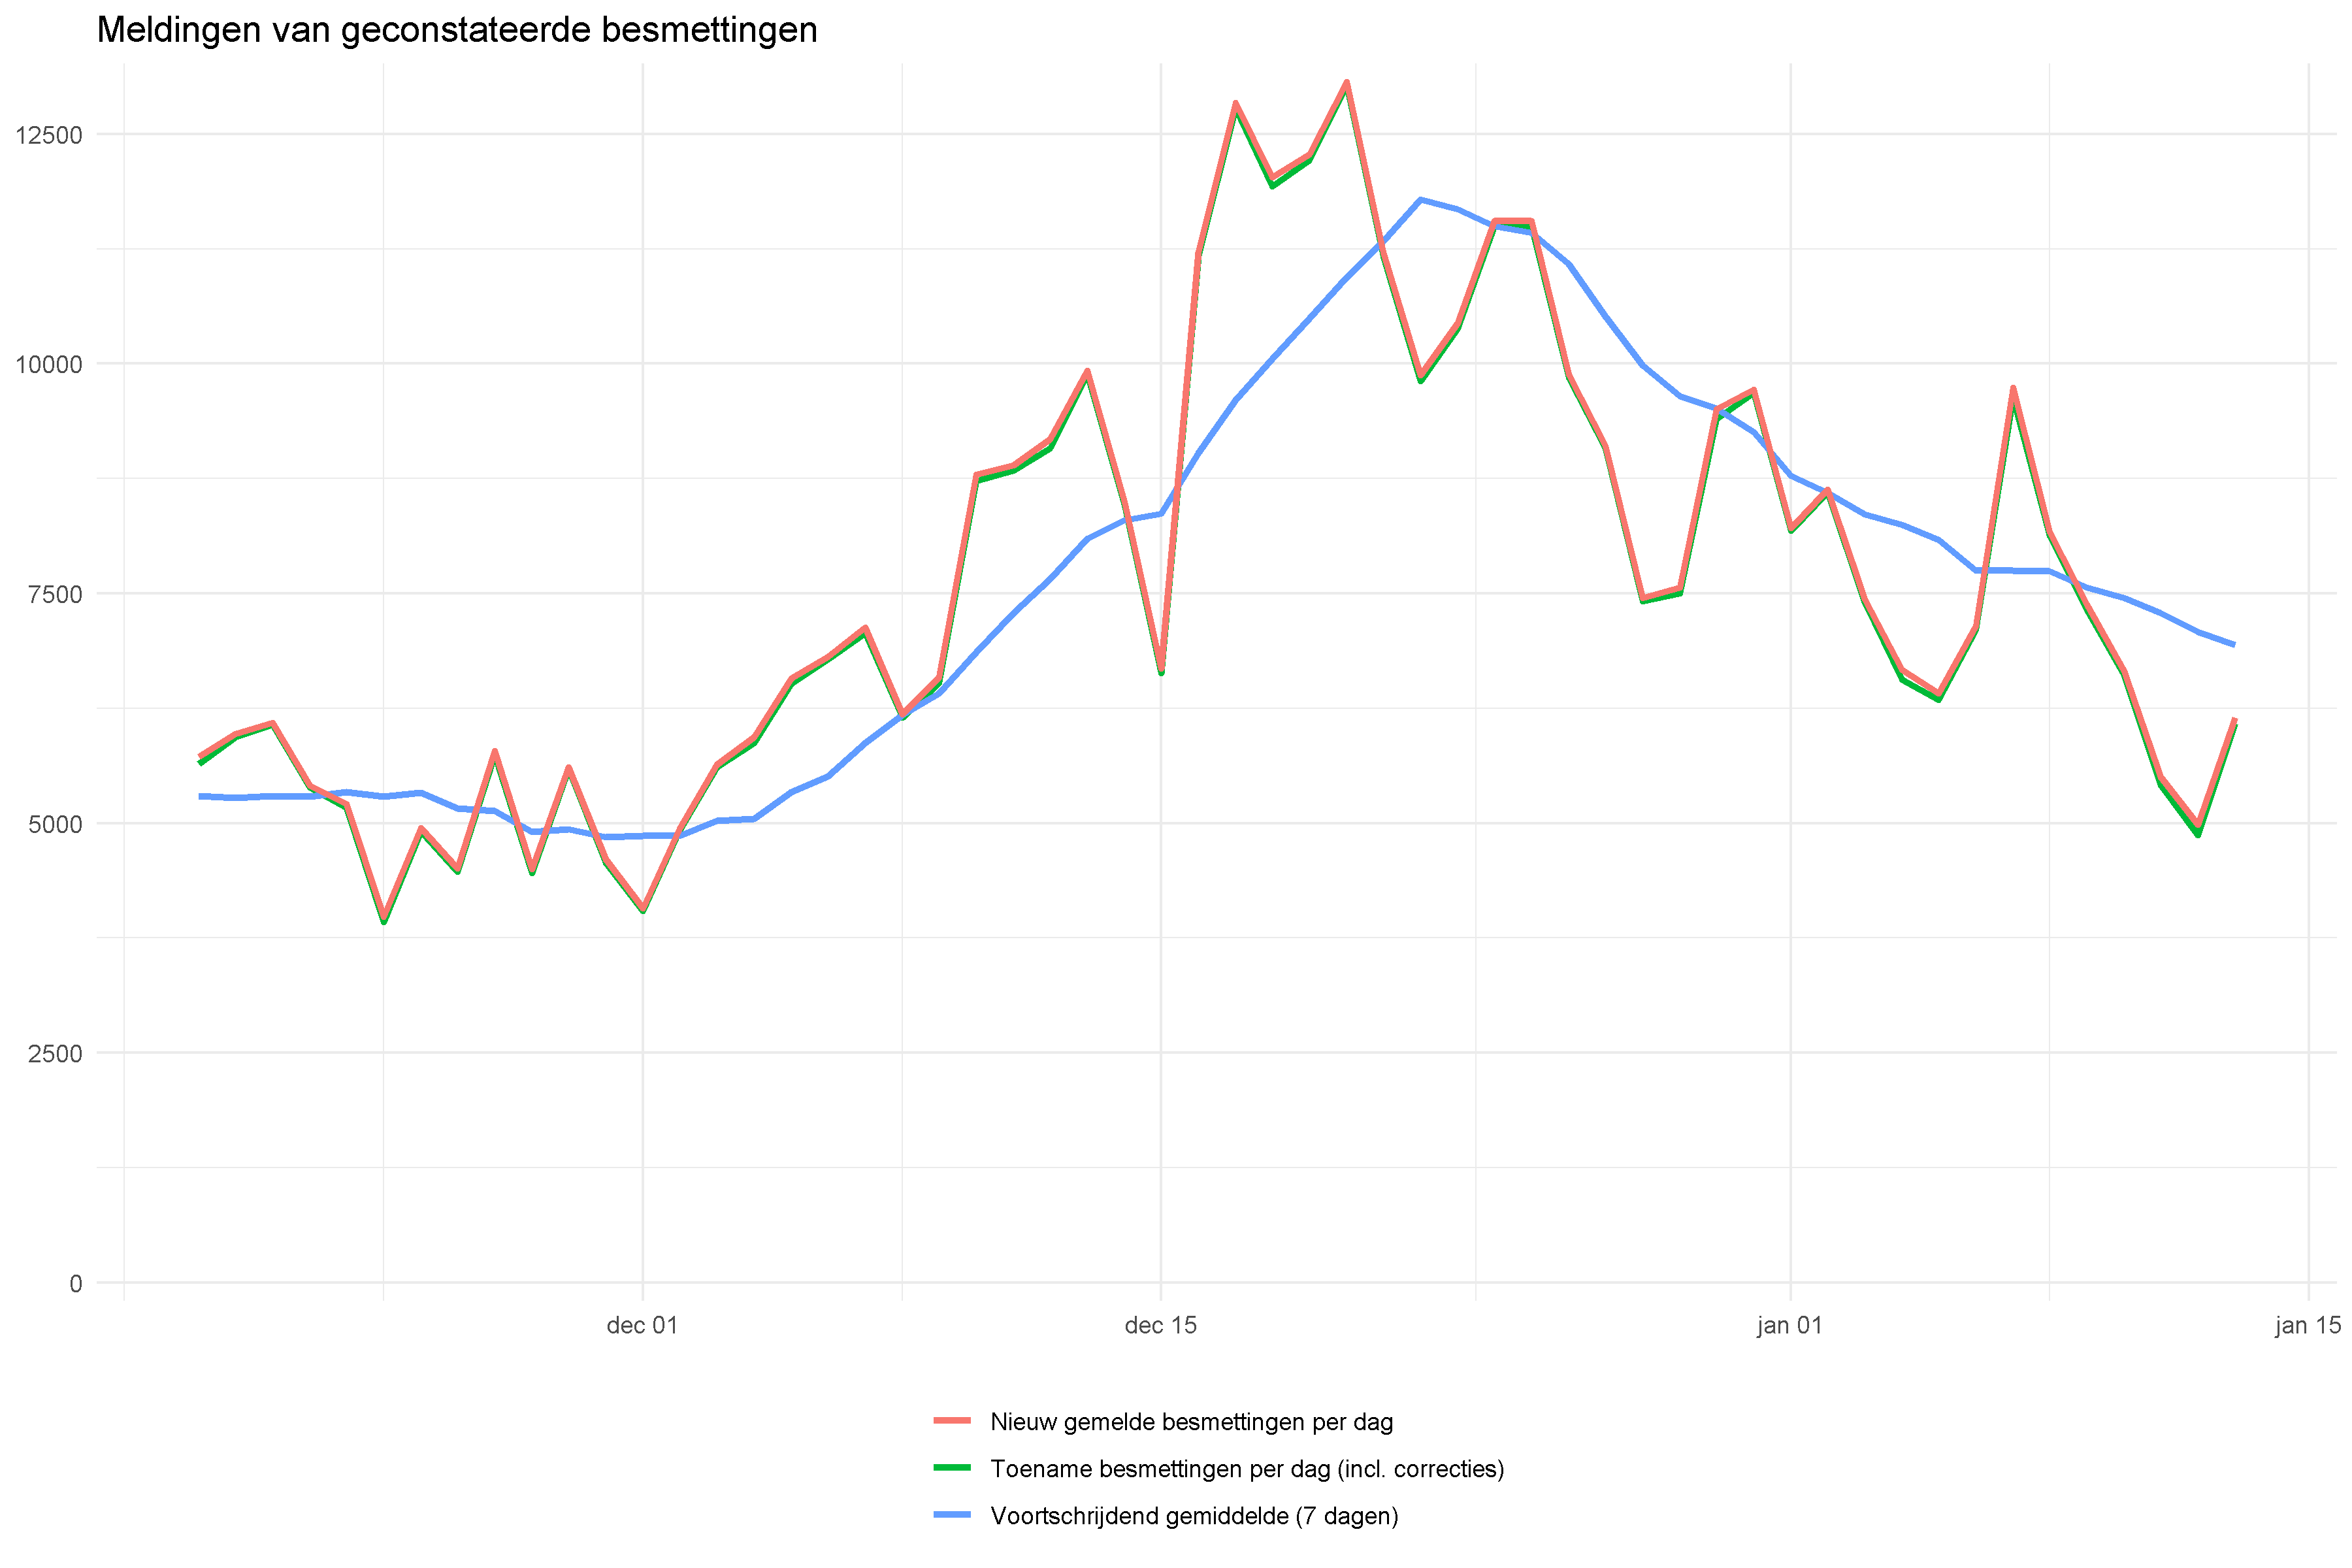 Meldingen van geconstateerde besmettingen
12500
10000
7500
5000
2500
0
dec 01
dec 15
jan 01
jan 15
Nieuw gemelde besmettingen per dag
Toename besmettingen per dag (incl. correcties)
Voortschrijdend gemiddelde (7 dagen)